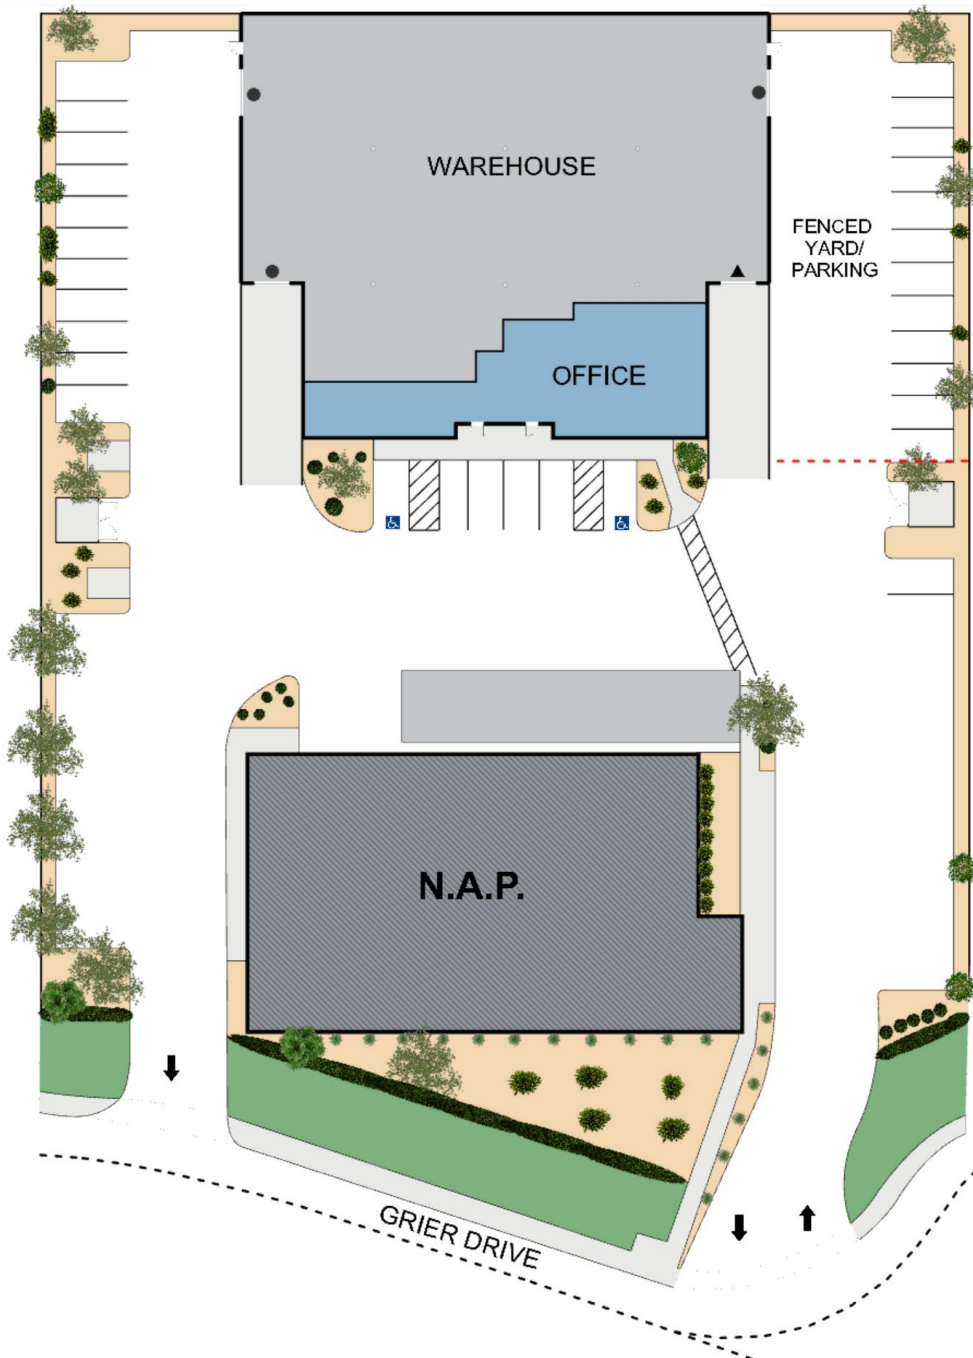 WAREHOUSE
FENCED
YARD/
PARKING
OFFICE
N.A.P.
GRIER DRIVE